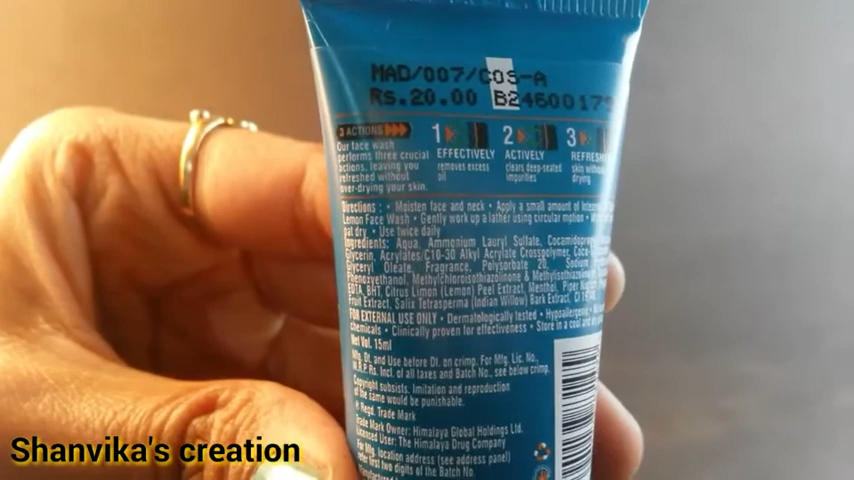 MAD/007/COS-A
Rs.20.00 B24600179
3 ACTIONS
Our face wash
performs three crucial
actions, leaving you
refreshed without
over-drying your skin.
1
EFFECTIVELY
removes excess
oil
2
ACTIVELY
clears deep-seated
impurities
3
REFRESH
skin without
drying
Directions : • Moisten face and neck • Apply a small amount of
Lemon Face Wash • Gently work up a lather using circular motion •
pat dry. • Use twice daily
Ingredients: Aqua, Ammonium Lauryl Sulfate,
Glycerin, Acrylates/C10-30 Alkyl Acrylate Crosspolymer,
Glyceryl Oleate, Fragrance, Polysorbate 20, Sodium
Phenoxyethanol, Methylchloroisothiazolinone & Methylisothiazolinone
EDTA, BHT, Citrus Limon (Lemon) Peel Extract, Menthol, Piper
Fruit Extract, Salix Tetrasperma (Indian Willow) Bark Extract, CI
FOR EXTERNAL USE ONLY • Dermatologically tested •
chemicals • Clinically proven for effectiveness • Store in a cool and dry
Net Vol. 15ml
Mfg. Dt. and Use before Dt. on crimp. For Mfg. Lic. No.,
M.R.P. Rs. Incl. of all taxes and Batch No., see below crimp.
Copyright subsists. Imitation and reproduction
of the same would be punishable.
Regd. Trade Mark
Trade Mark Owner: Himalaya Global Holdings Ltd.
Licensed User: The Himalaya Drug Company
For Mfg. location address (see address panel)
refer first two digits of the Batch No.
Shanvika's creation